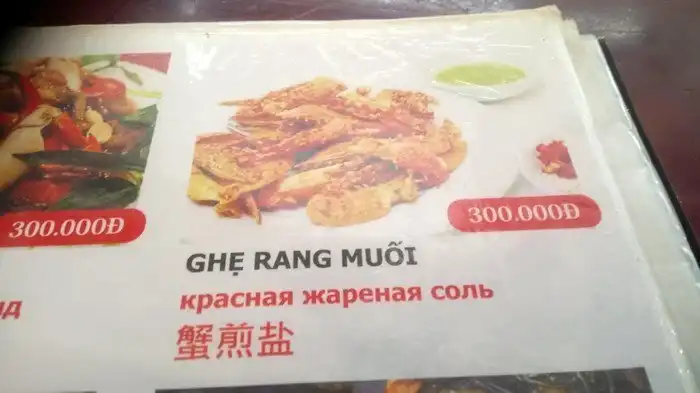 300.000Đ
300.000Đ
GHẸ RANG MUỐI
красная жареная соль
蟹煎盐